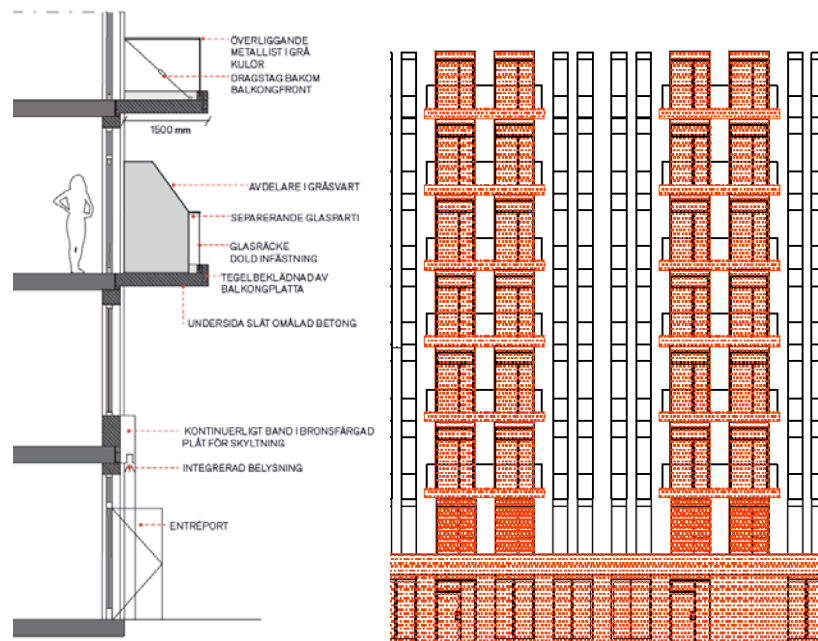 ÖVERLIGGANDE
METALLIST I GRÅ
KULÖR
DRAGSTAG BAKOM
BALKONGFRONT
1500 mm
AVDELARE I GRÅSVART
SEPARERANDE GLASPARTI
GLASRÄCKE
DOLD INFÄSTNING
TEGELBEKLÄDNAD AV
BALKONGPLATTA
UNDERSIDA SLÄT OMÅLAD BETONG
KONTINUERLIGT BAND I BRONSFÄRGAD
PLÅT FÖR SKYLTNING
INTEGRERAD BELYSNING
ENTRÉPORT